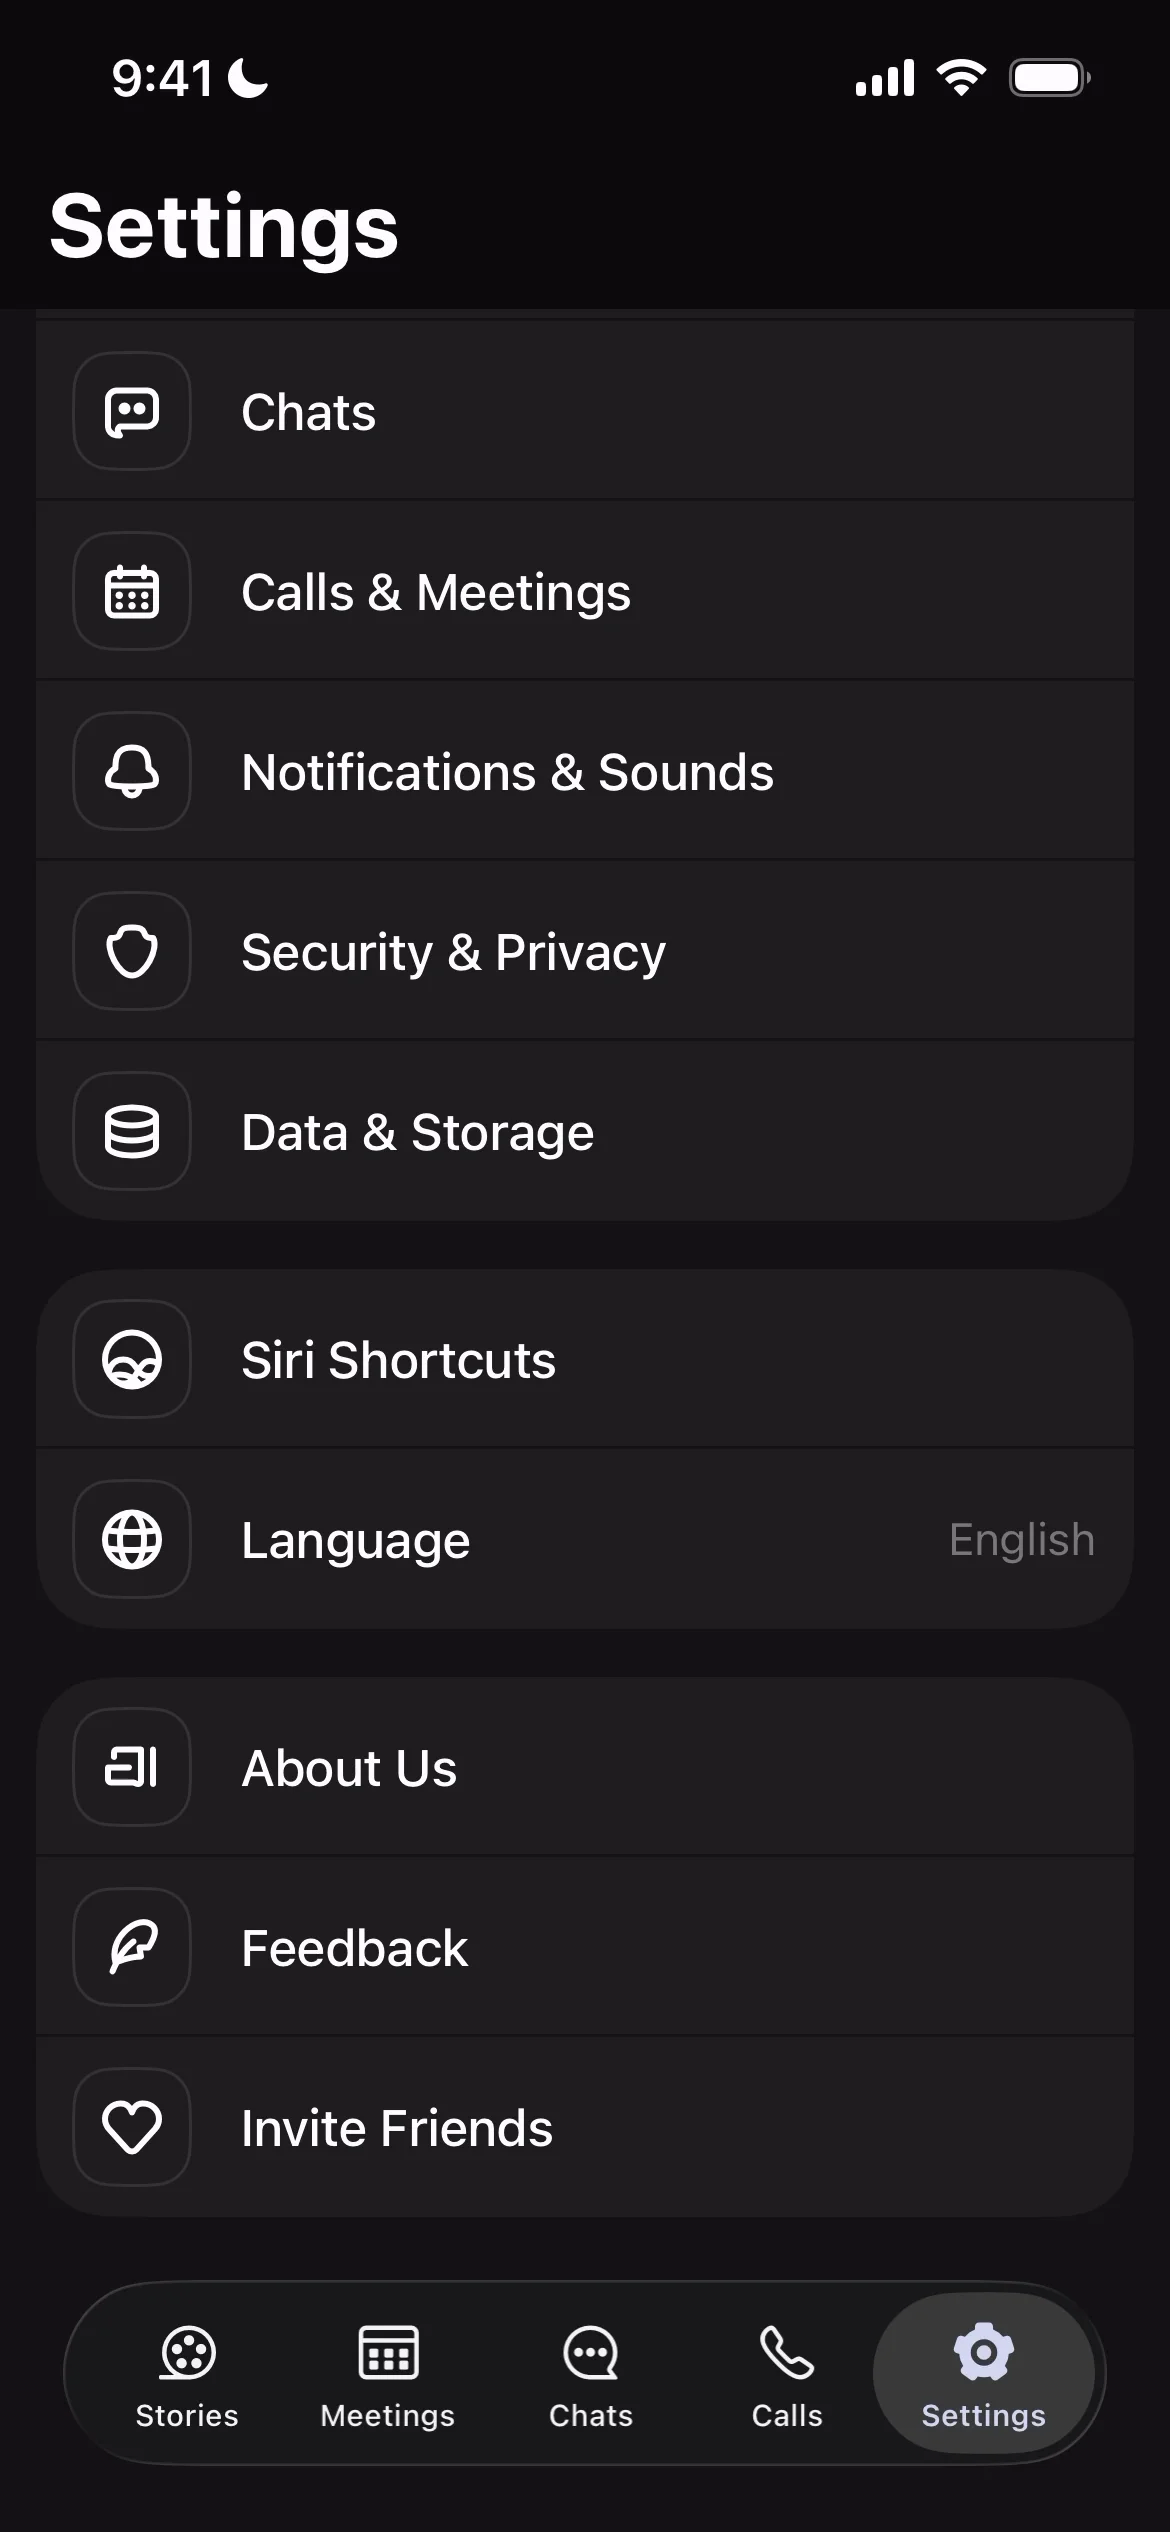 9:41
Settings
Chats
Calls & Meetings
Notifications & Sounds
Security & Privacy
Data & Storage
Siri Shortcuts
Language English
About Us
Feedback
Invite Friends
Stories Meetings Chats Calls Settings